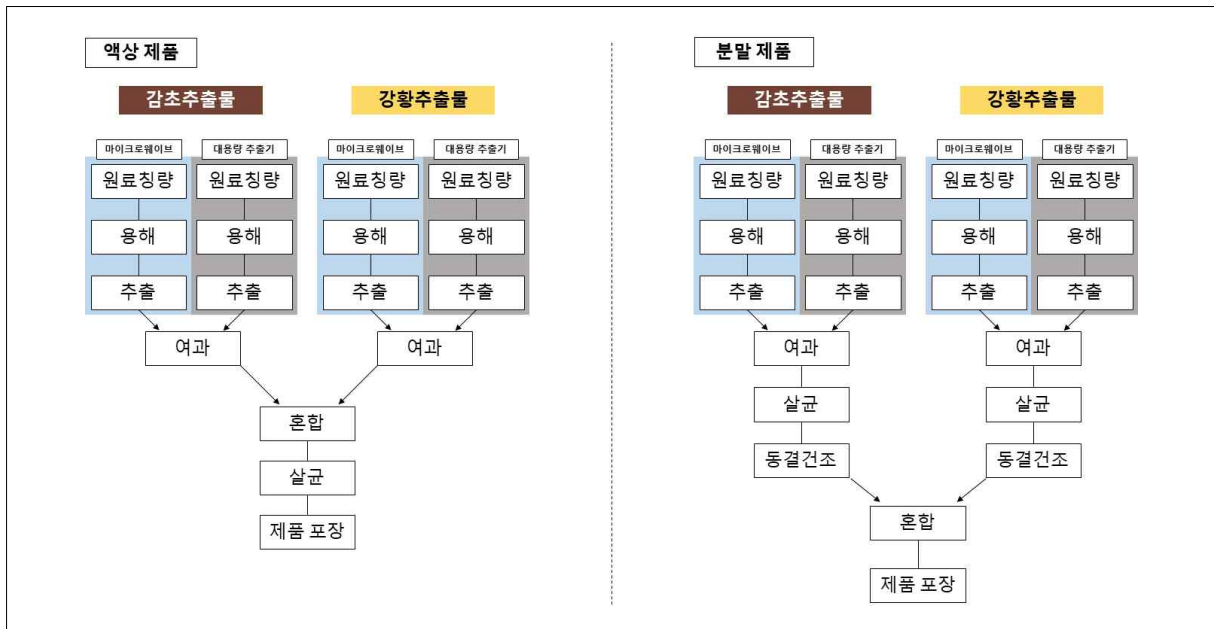 액상 제품
감초추출물
강황추출물
마이크로웨이브
대용량 추출기
마이크로웨이브
대용량 추출기
원료칭량
원료칭량
원료칭량
원료칭량
용해
용해
용해
용해
추출
추출
추출
추출
여과
여과
혼합
살균
제품 포장
분말 제품
감초추출물
강황추출물
마이크로웨이브
대용량 추출기
마이크로웨이브
대용량 추출기
원료칭량
원료칭량
원료칭량
원료칭량
용해
용해
용해
용해
추출
추출
추출
추출
여과
여과
살균
살균
동결건조
동결건조
혼합
제품 포장